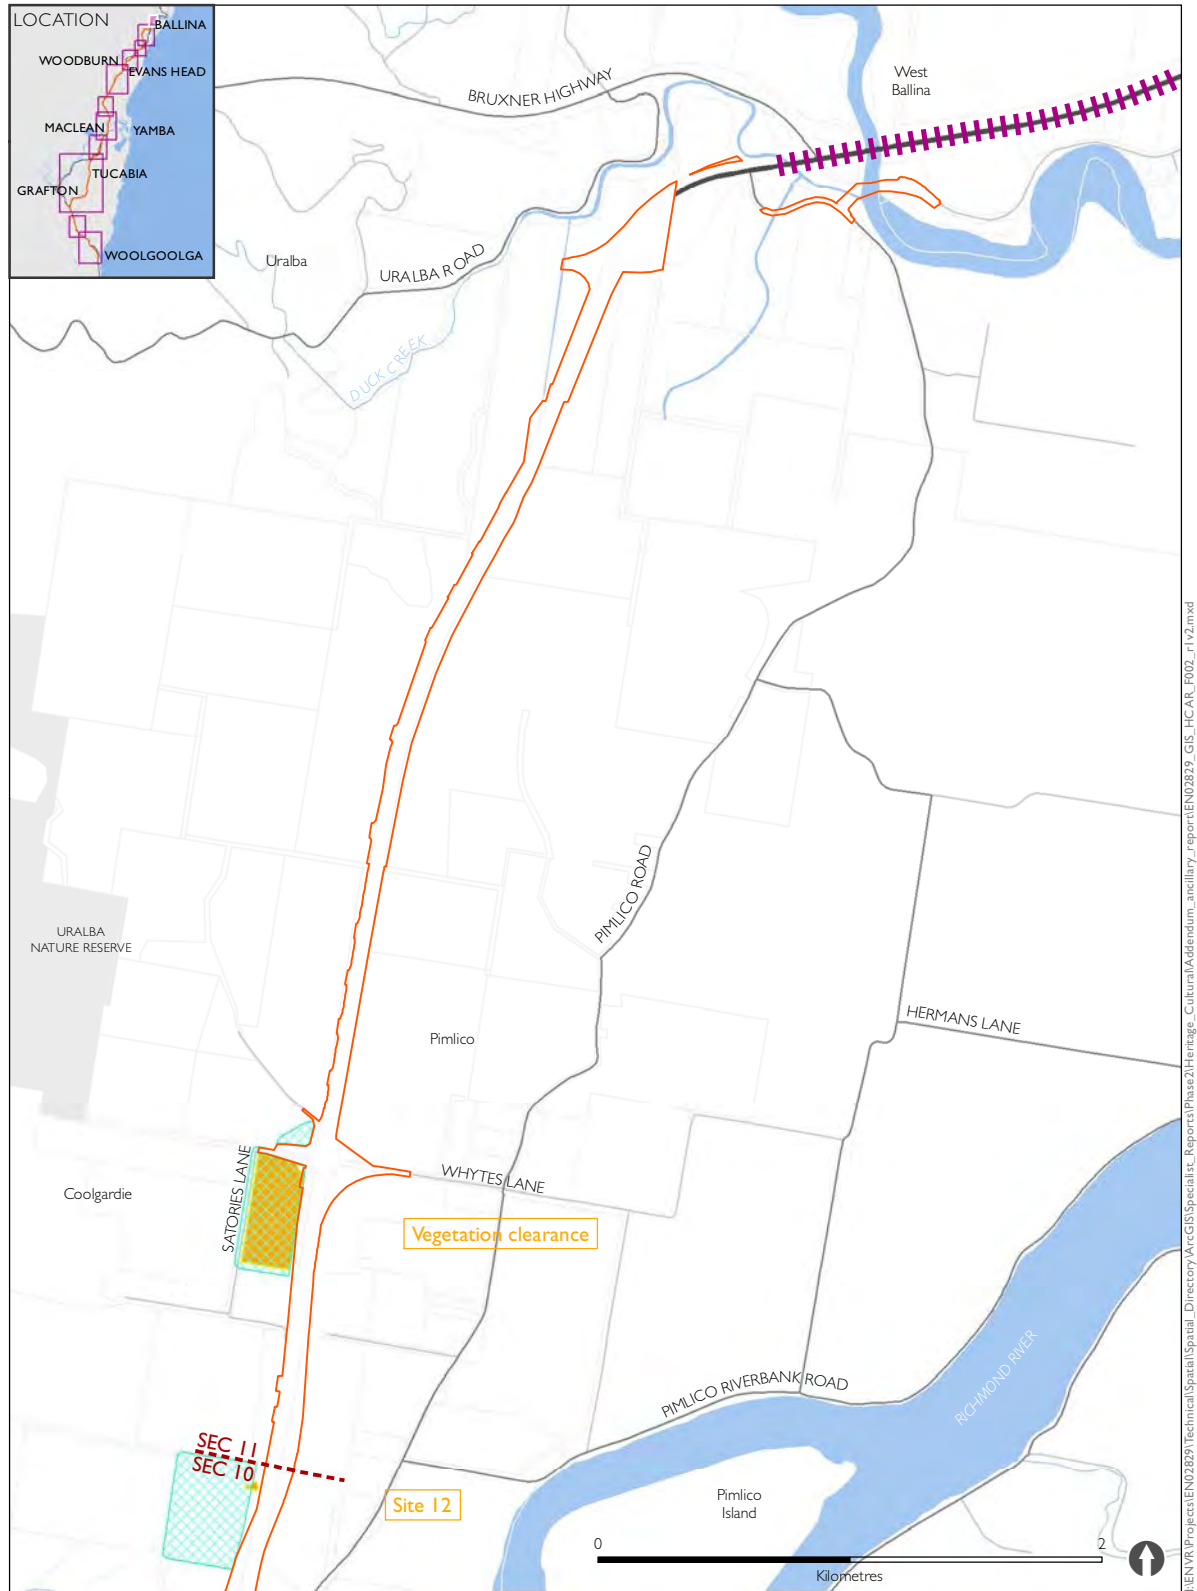 LOCATION
BALLINA
WOODBURN
EVANS HEAD
MACLEAN
YAMBA
TUCABIA
GRAFTON
WOOLGOOLGA
BRUXNER HIGHWAY
West
Ballina
Uralba
URALBA ROAD
DUCK CREEK
PIMLICO ROAD
URALBA
NATURE RESERVE
HERMANS LANE
Pimlico
SATORIES LANE
WHYTES LANE
Coolgardie
Vegetation clearance
PIMLICO RIVERBANK ROAD
RICHMOND RIVER
SEC 11
SEC 10
Site 12
Pimlico
Island
0 2
Kilometres
\ENVR\Projects\EN02829\Technical\Spatial\Spatial_Directory\ArcGIS\Specialist_Reports\Phase2\Heritage_Cultural\Addendum_ancillary_report\EN02829_GIS_HCAR_F002_r1v2.mxd